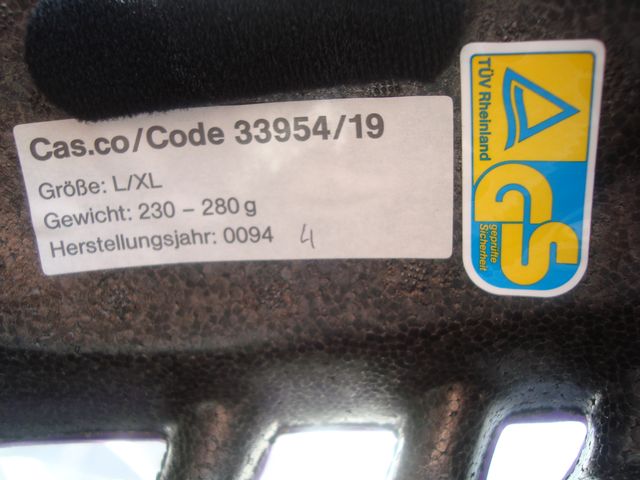 Cas.co/Code 33954/19
Größe: L/XL
Gewicht: 230 – 280 g
Herstellungsjahr: 0094 4
TÜV Rheinland
GS
geprüfte
Sicherheit